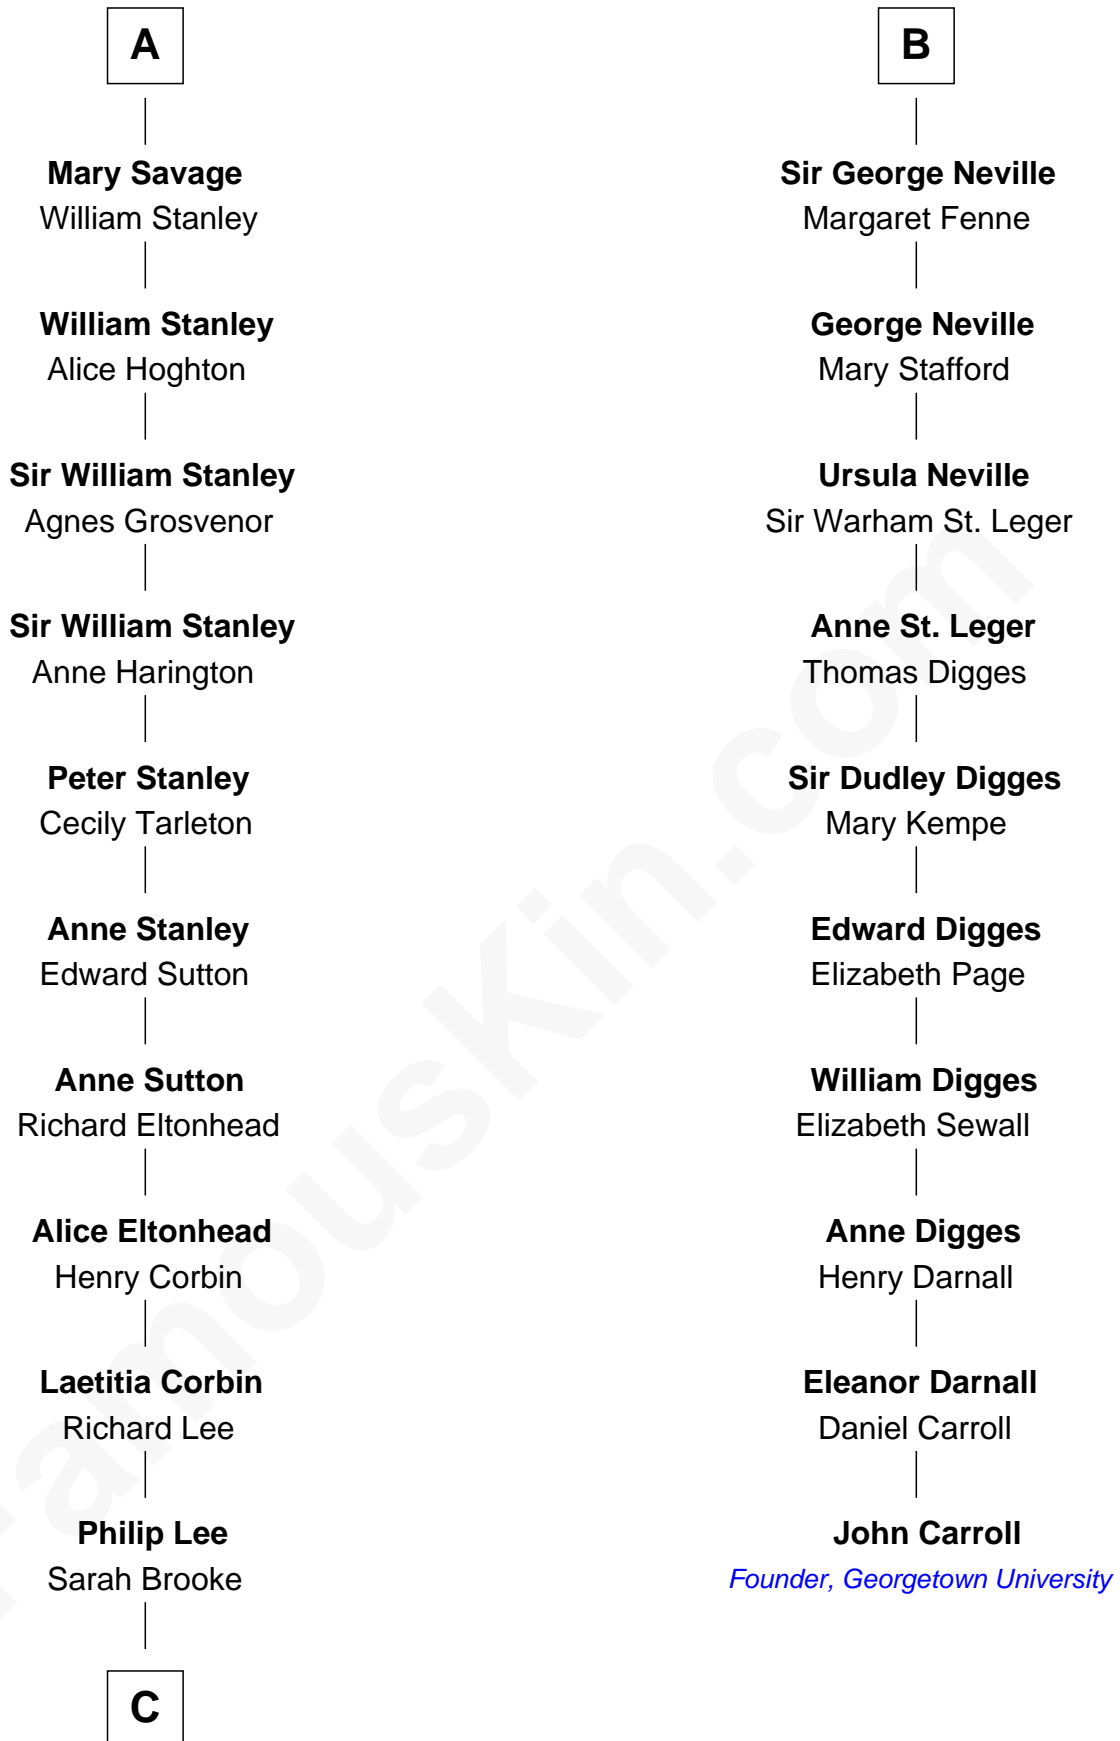 A
Mary Savage
William Stanley
William Stanley
Alice Hoghton
Sir William Stanley
Agnes Grosvenor
Sir William Stanley
Anne Harington
Peter Stanley
Cecily Tarleton
Anne Stanley
Edward Sutton
Anne Sutton
Richard Eltonhead
Alice Eltonhead
Henry Corbin
Laetitia Corbin
Richard Lee
Philip Lee
Sarah Brooke
C
B
Sir George Neville
Margaret Fenne
George Neville
Mary Stafford
Ursula Neville
Sir Warham St. Leger
Anne St. Leger
Thomas Digges
Sir Dudley Digges
Mary Kempe
Edward Digges
Elizabeth Page
William Digges
Elizabeth Sewall
Anne Digges
Henry Darnall
Eleanor Darnall
Daniel Carroll
John Carroll
Founder, Georgetown University
FamousKin.com